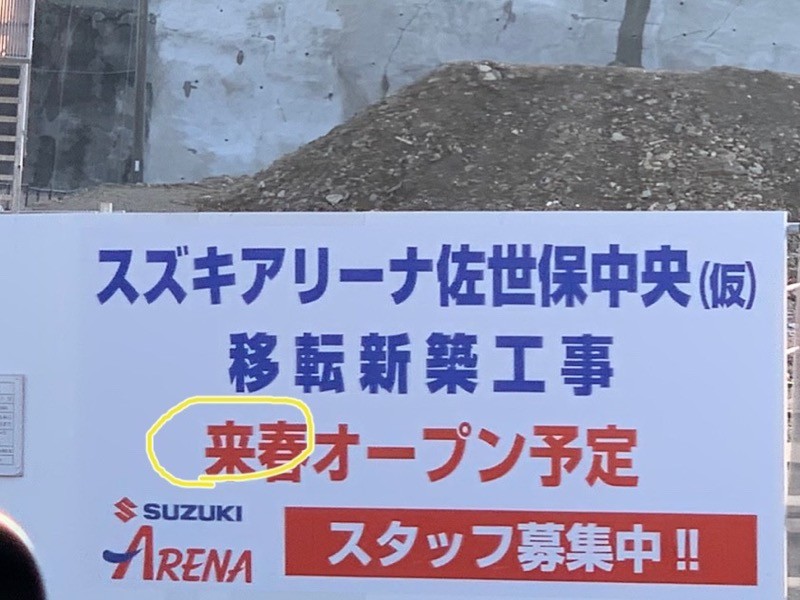 スズキアリーナ佐世保中央(仮)
移転新築工事
来春オープン予定
SUZUKI
ARENA
スタッフ募集中!!